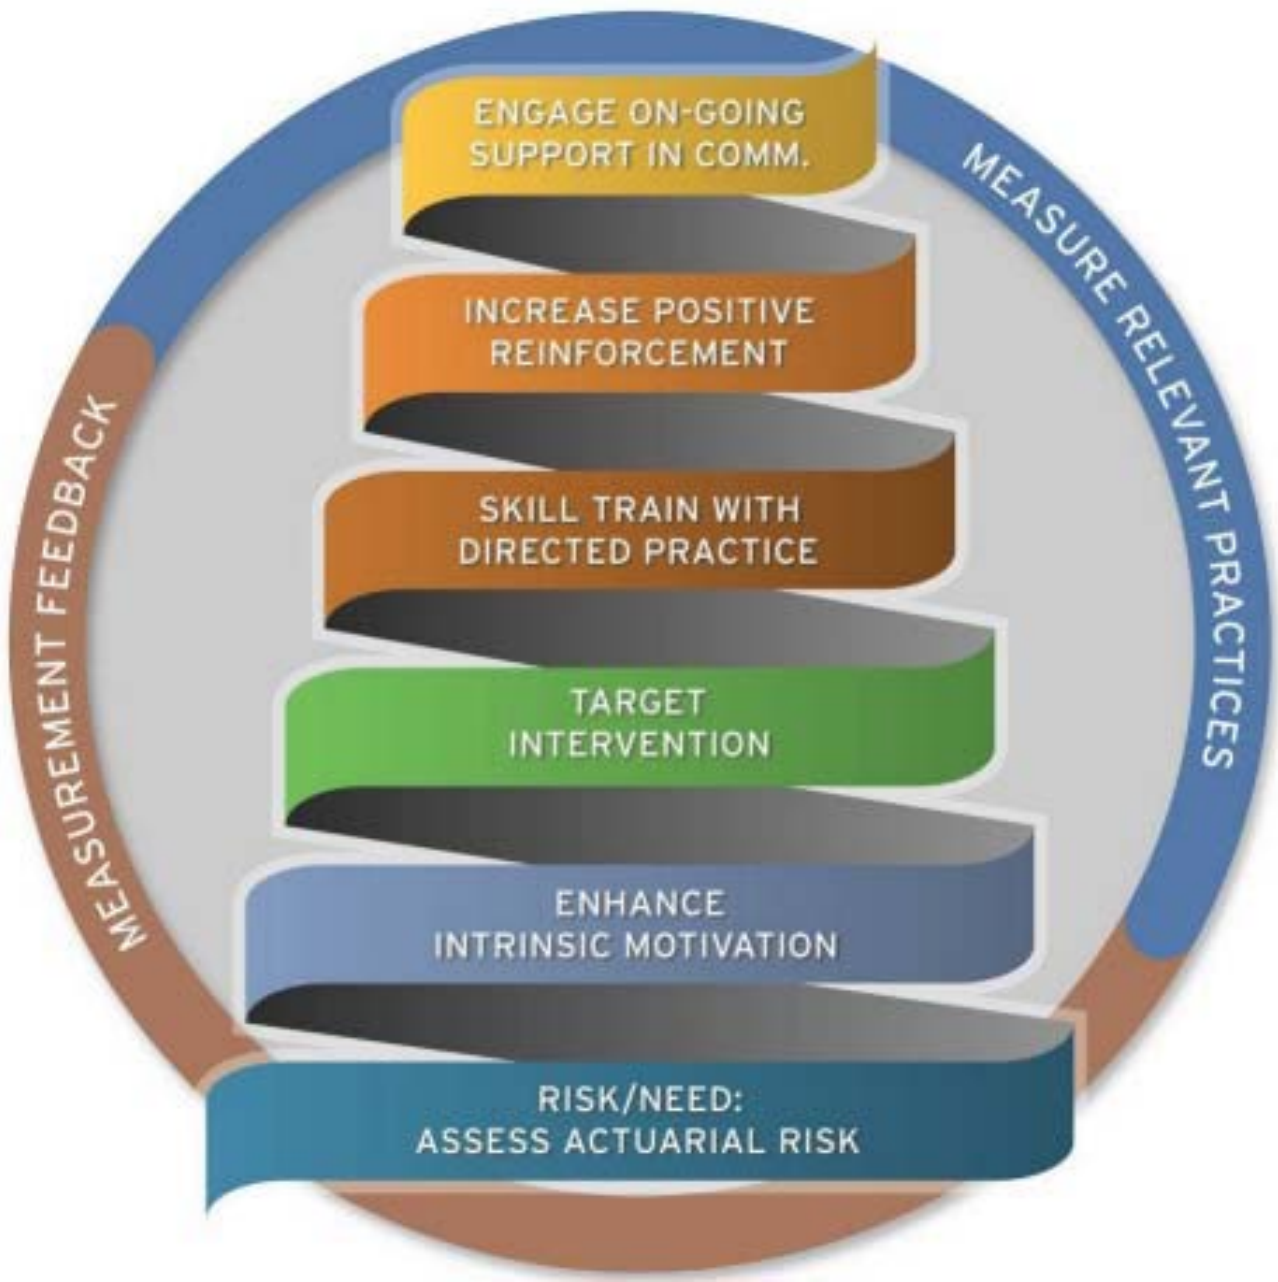 ENGAGE ON-GOING
SUPPORT IN COMM.
INCREASE POSITIVE
REINFORCEMENT
SKILL TRAIN WITH
DIRECTED PRACTICE
TARGET
INTERVENTION
ENHANCE
INTRINSIC MOTIVATION
RISK/NEED:
ASSESS ACTUARIAL RISK
MEASUREMENT FEEDBACK
MEASURE RELEVANT PRACTICES